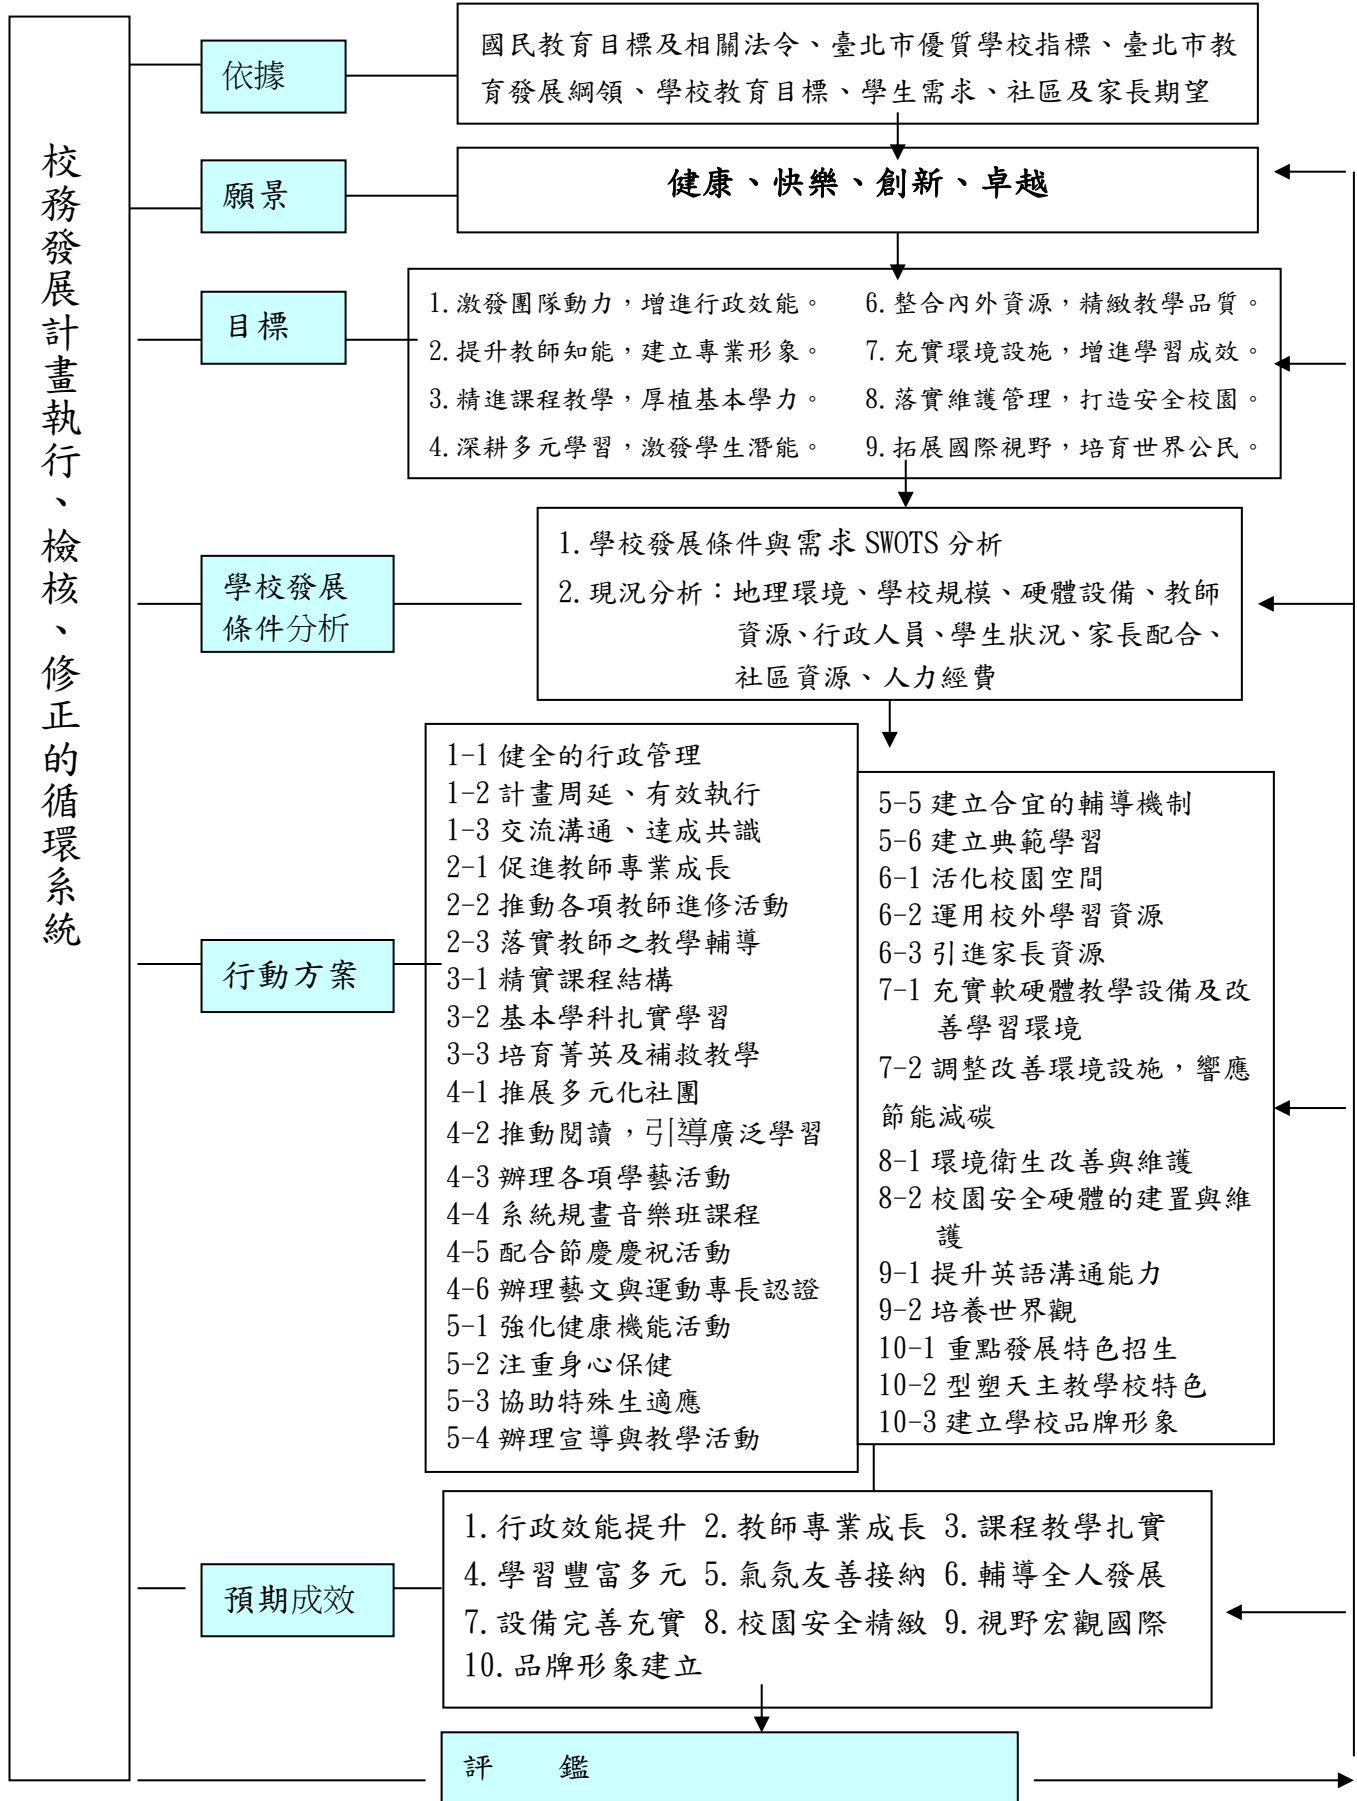 校務發展計畫執行、檢核、修正的循環系統
依據
國民教育目標及相關法令、臺北市優質學校指標、臺北市教
育發展綱領、學校教育目標、學生需求、社區及家長期望
願景
健康、快樂、創新、卓越
目標
1.激發團隊動力，增進行政效能。
2.提升教師知能，建立專業形象。
3.精進課程教學，厚植基本學力。
4.深耕多元學習，激發學生潛能。
6.整合內外資源，精緻教學品質。
7.充實環境設施，增進學習成效。
8.落實維護管理，打造安全校園。
9.拓展國際視野，培育世界公民。
學校發展
條件分析
1.學校發展條件與需求 SWOTS 分析
2.現況分析：地理環境、學校規模、硬體設備、教師
資源、行政人員、學生狀況、家長配合、
社區資源、人力經費
行動方案
1-1 健全的行政管理
1-2 計畫周延、有效執行
1-3 交流溝通、達成共識
2-1 促進教師專業成長
2-2 推動各項教師進修活動
2-3 落實教師之教學輔導
3-1 精實課程結構
3-2 基本學科扎實學習
3-3 培育菁英及補救教學
4-1 推展多元化社團
4-2 推動閱讀，引導廣泛學習
4-3 辦理各項學藝活動
4-4 系統規畫音樂班課程
4-5 配合節慶慶祝活動
4-6 辦理藝文與運動專長認證
5-1 強化健康機能活動
5-2 注重身心保健
5-3 協助特殊生適應
5-4 辦理宣導與教學活動
5-5 建立合宜的輔導機制
5-6 建立典範學習
6-1 活化校園空間
6-2 運用校外學習資源
6-3 引進家長資源
7-1 充實軟硬體教學設備及改
善學習環境
7-2 調整改善環境設施，響應
節能減碳
8-1 環境衛生改善與維護
8-2 校園安全硬體的建置與維
護
9-1 提升英語溝通能力
9-2 培養世界觀
10-1 重點發展特色招生
10-2 型塑天主教學校特色
10-3 建立學校品牌形象
預期成效
1.行政效能提升 2.教師專業成長 3.課程教學扎實
4.學習豐富多元 5.氣氛友善接納 6.輔導全人發展
7.設備完善充實 8.校園安全精緻 9.視野宏觀國際
10.品牌形象建立
評 鑑